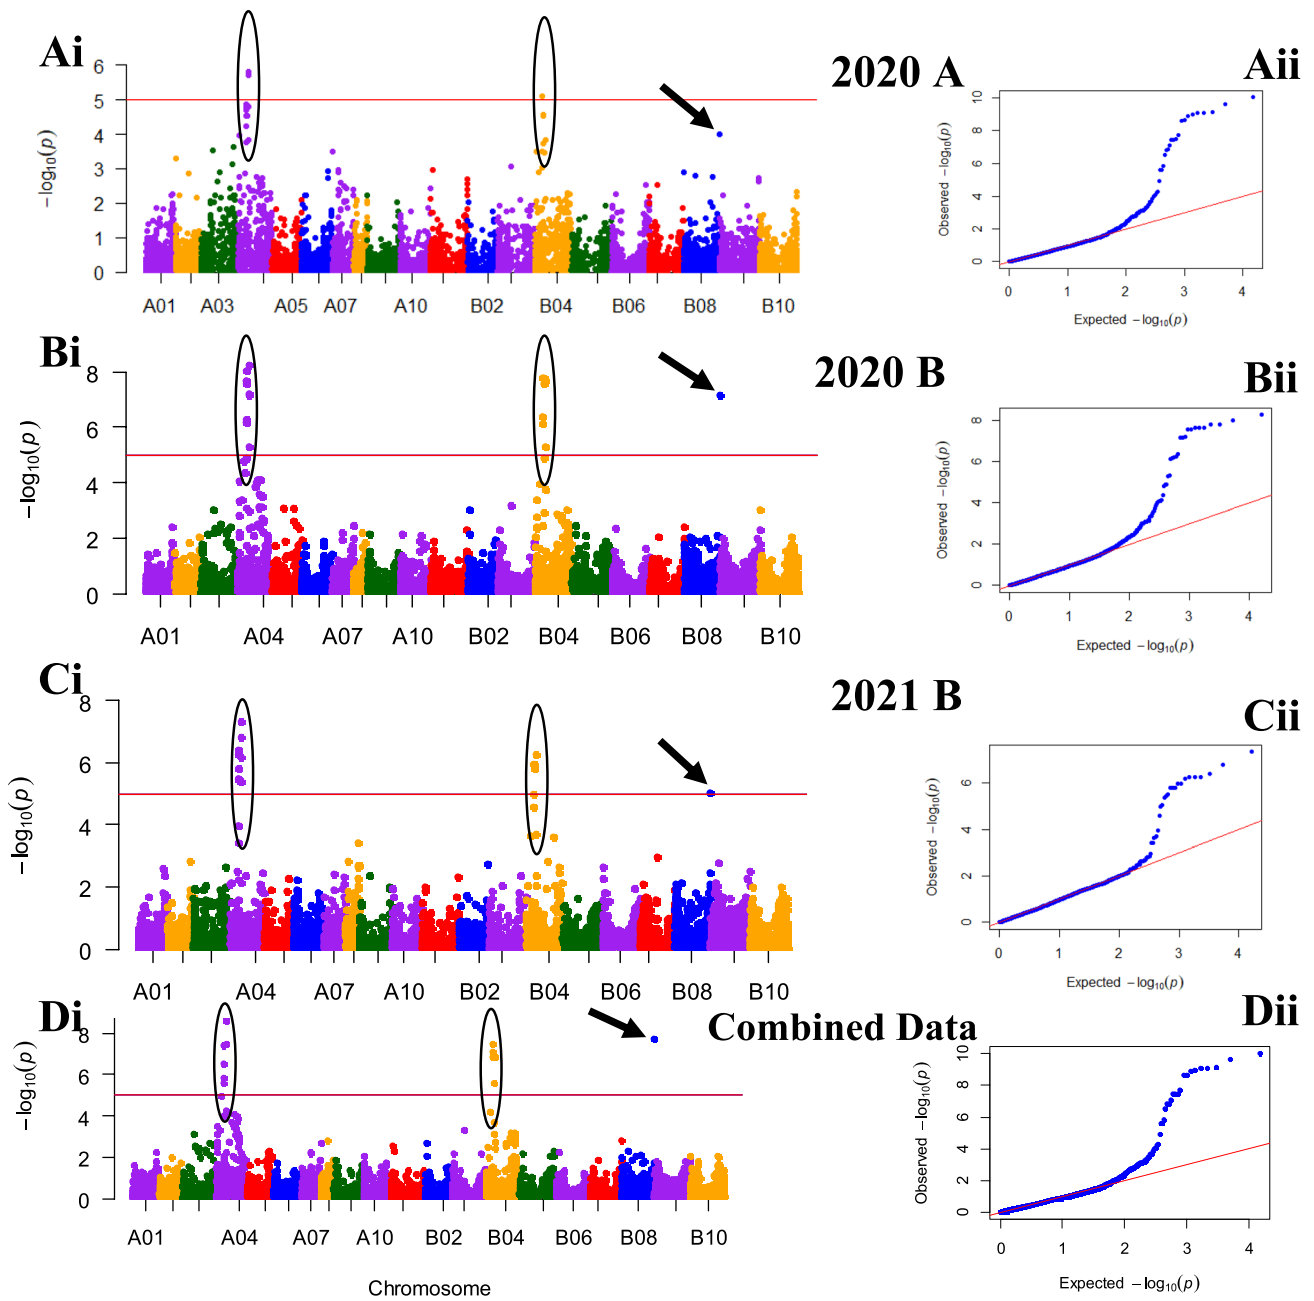 Ai
2020 A
Aii
−log10(p)
6
5
4
3
2
1
0
A01 A03 A05 A07 A10 B02 B04 B06 B08 B10
Observed −log10(p)
10
8
6
4
2
0
0 1 2 3 4
Expected −log10(p)
Bi
2020 B
Bii
−log10(p)
8
6
4
2
0
A01 A04 A07 A10 B02 B04 B06 B08 B10
Observed −log10(p)
8
6
4
2
0
0 1 2 3 4
Expected −log10(p)
Ci
2021 B
Cii
−log10(p)
8
6
4
2
0
A01 A04 A07 A10 B02 B04 B06 B08 B10
Observed −log10(p)
6
4
2
0
0 1 2 3 4
Expected −log10(p)
Di
Combined Data
Dii
−log10(p)
8
6
4
2
0
A01 A04 A07 A10 B02 B04 B06 B08 B10
Chromosome
Observed −log10(p)
10
8
6
4
2
0
0 1 2 3 4
Expected −log10(p)